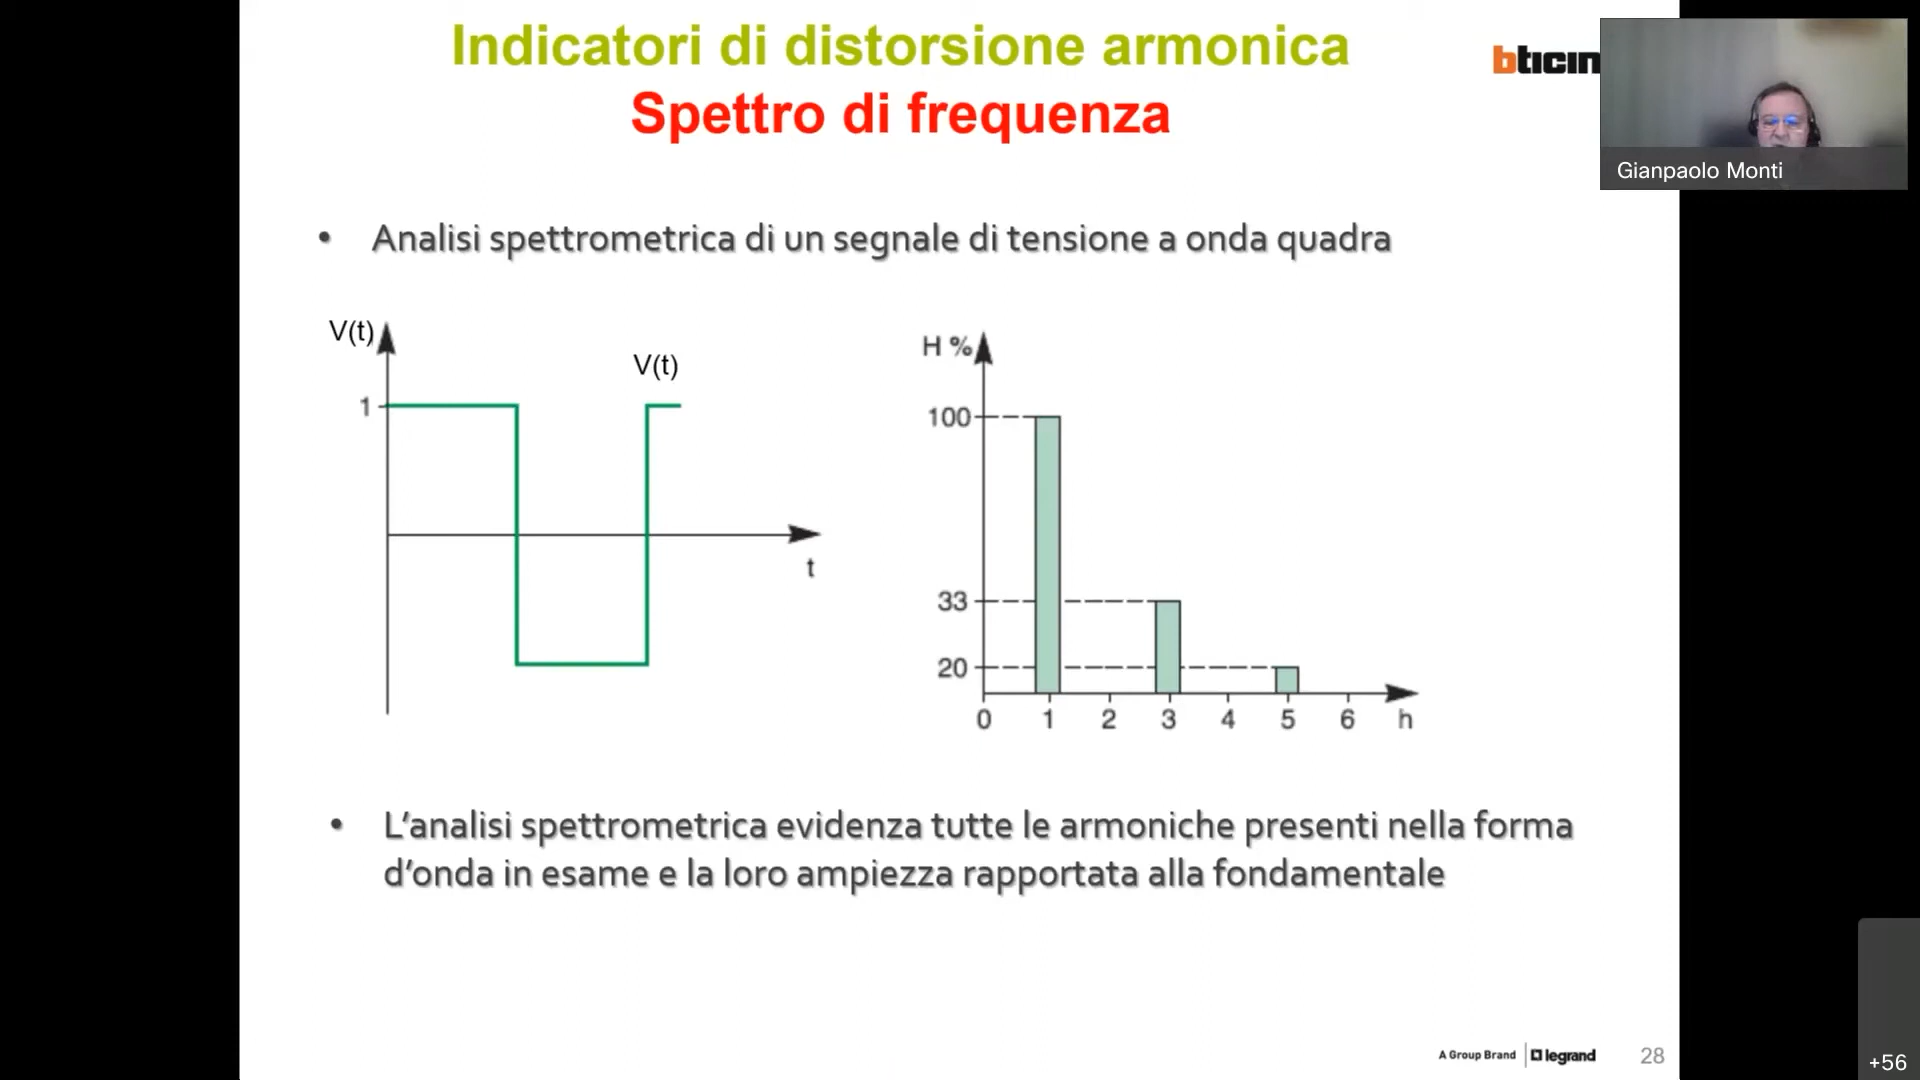 Indicatori di distorsione armonica
Spettro di frequenza
bticin
Gianpaolo Monti
• Analisi spettrometrica di un segnale di tensione a onda quadra
V(t)
V(t)
1
t
H %
100
33
20
0 1 2 3 4 5 6 h
• L'analisi spettrometrica evidenza tutte le armoniche presenti nella forma
d'onda in esame e la loro ampiezza rapportata alla fondamentale
A Group Brand legrand
28
+56